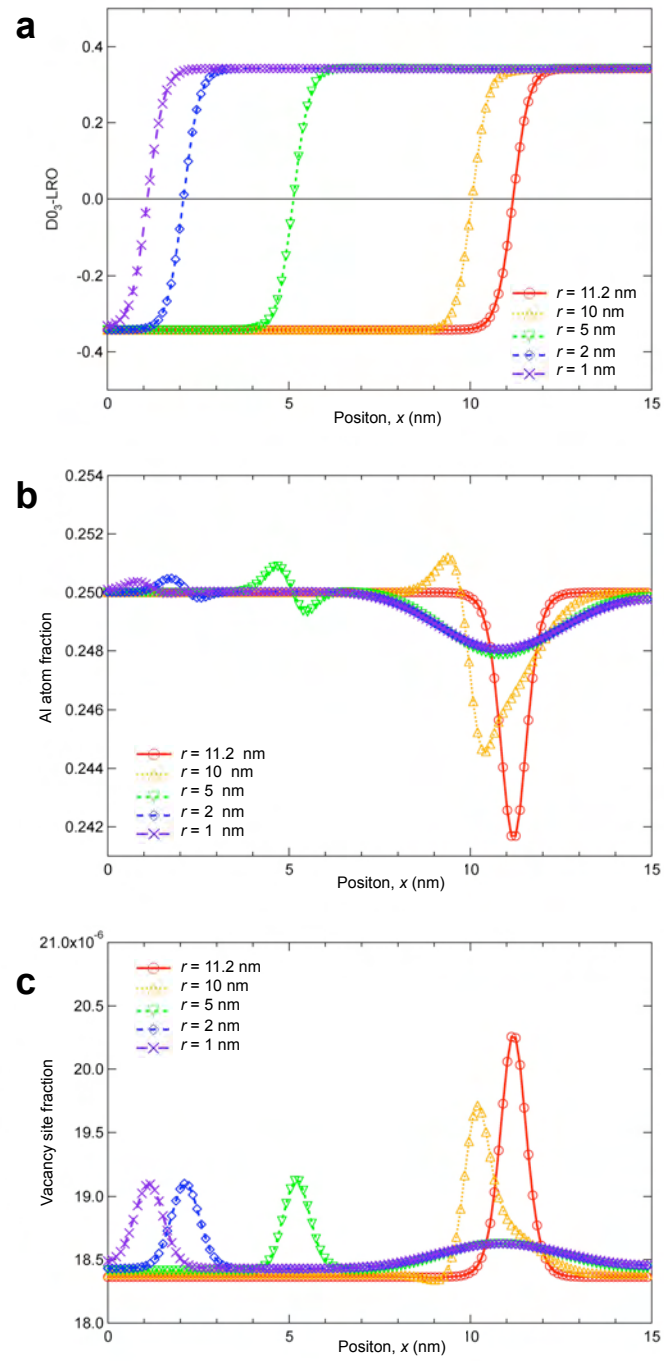 a
0.4
0.2
0.0
-0.2
-0.4
D0₃-LRO
r = 11.2 nm
r = 10 nm
r = 5 nm
r = 2 nm
r = 1 nm
0
5
10
15
Positon, x (nm)
b
0.254
0.252
0.250
0.248
0.246
0.244
0.242
Al atom fraction
r = 11.2 nm
r = 10 nm
r = 5 nm
r = 2 nm
r = 1 nm
0
5
10
15
Positon, x (nm)
c
21.0x10⁻⁶
20.5
20.0
19.5
19.0
18.5
18.0
Vacancy site fraction
r = 11.2 nm
r = 10 nm
r = 5 nm
r = 2 nm
r = 1 nm
0
5
10
15
Positon, x (nm)